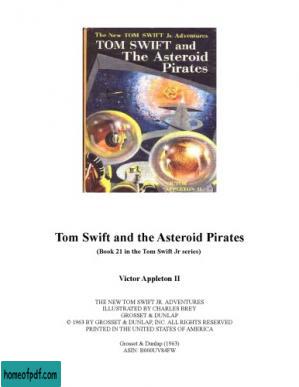 The New TOM SWIFT Jr. Adventures
TOM SWIFT and
The Asteroid
Pirates
APPLETON II
Tom Swift and the Asteroid Pirates
(Book 21 in the Tom Swift Jr series)
Victor Appleton II
THE NEW TOM SWIFT JR. ADVENTURES
ILLUSTRATED BY CHARLES BREY
GROSSET & DUNLAP
© 1963 BY GROSSET & DUNLAP, INC. ALL RIGHTS RESERVED
PRINTED IN THE UNITED STATES OF AMERICA
Grosset & Dunlap (1963)
homeofpdf.com